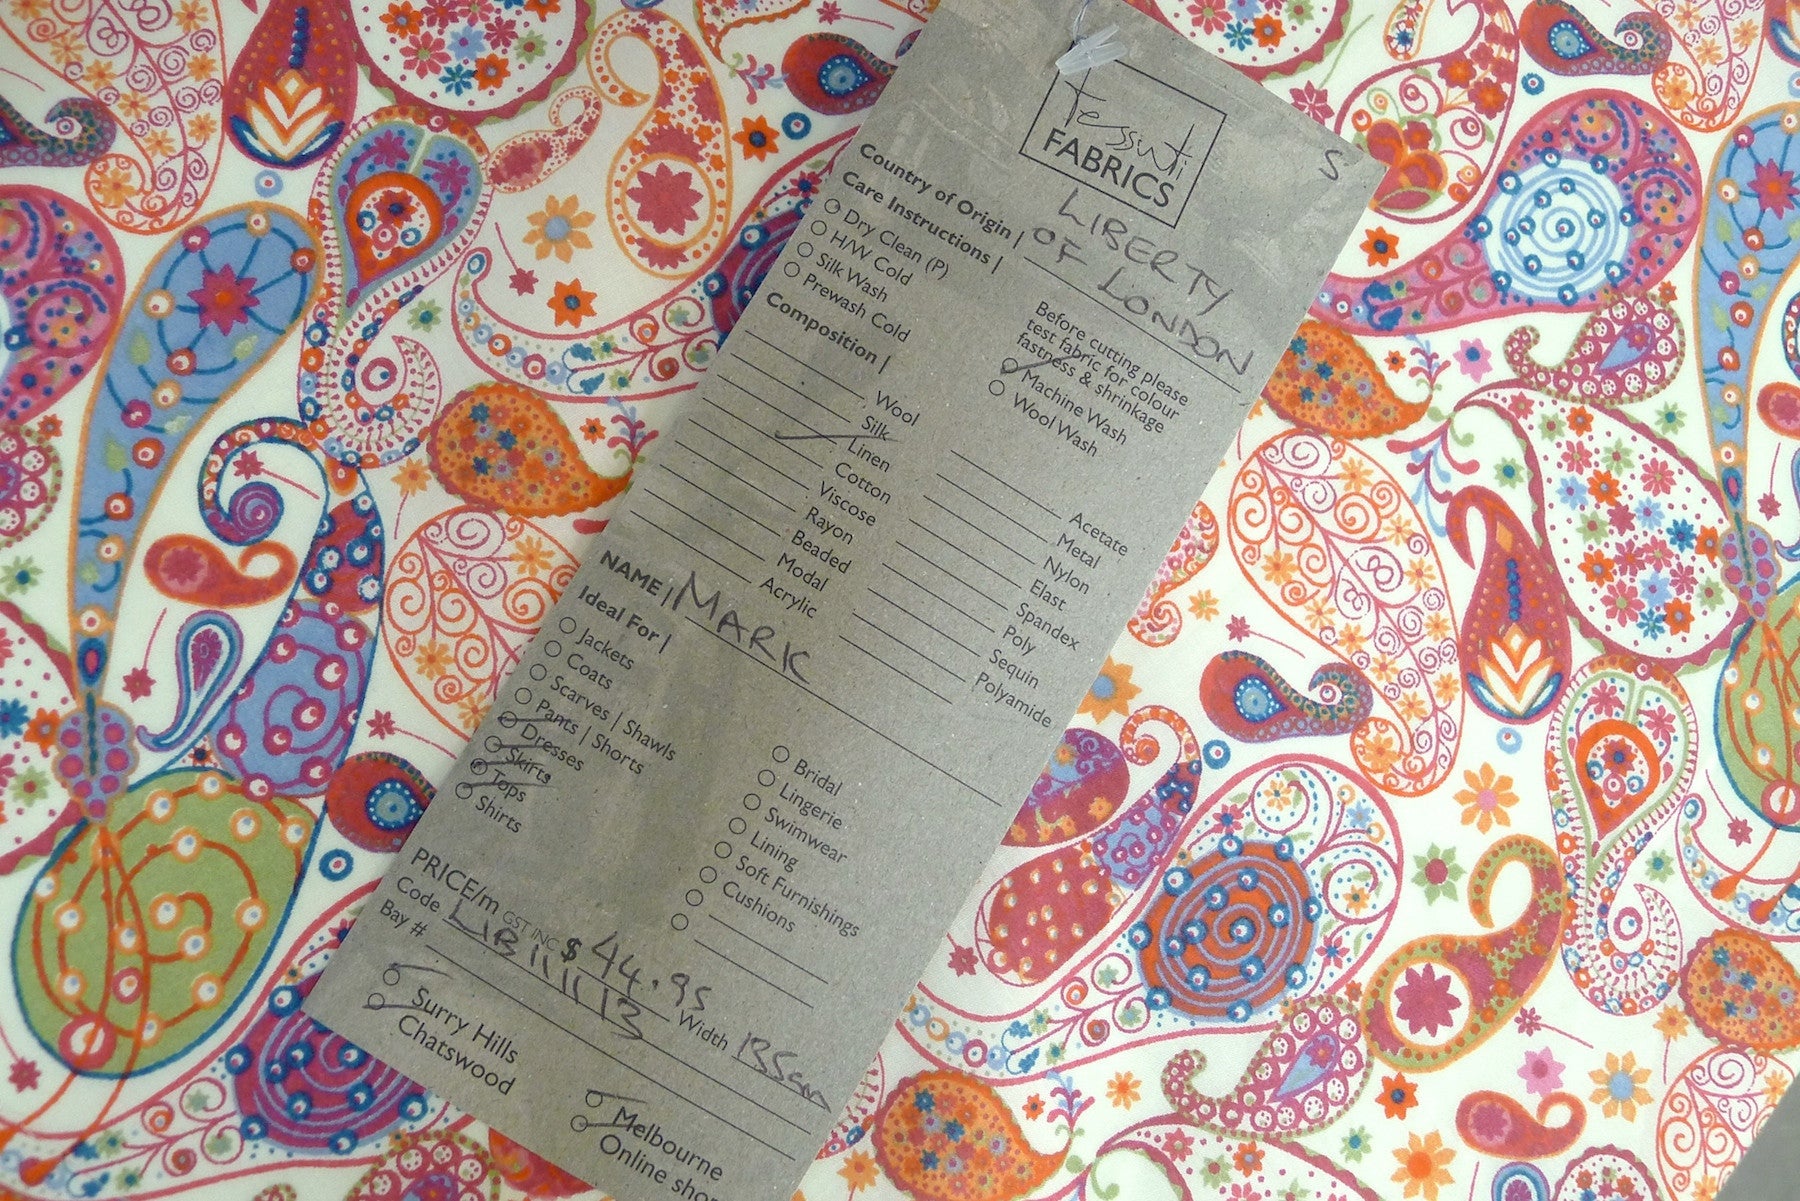 Tessuti
FABRICS
S
Country of Origin | LIBERTY
OF LONDON
Care Instructions |
Dry Clean (P)
H/W Cold
Silk Wash
Prewash Cold
Before cutting please
test fabric for colour
fastness & shrinkage
Machine Wash
Wool Wash
Composition |
Wool
Silk
Linen
Cotton
Viscose
Rayon
Beaded
Modal
Acrylic
Acetate
Metal
Nylon
Elast
Spandex
Poly
Sequin
Polyamide
NAME | MARK
Ideal For |
Jackets
Coats
Scarves | Shawls
Pants | Shorts
Dresses
Skirts
Tops
Shirts
Bridal
Lingerie
Swimwear
Lining
Soft Furnishings
Cushions
PRICE/m GST INC $ 44.95
Code LIB111113 Width 135cm
Bay #
Surry Hills
Chatswood
Melbourne
Online shop